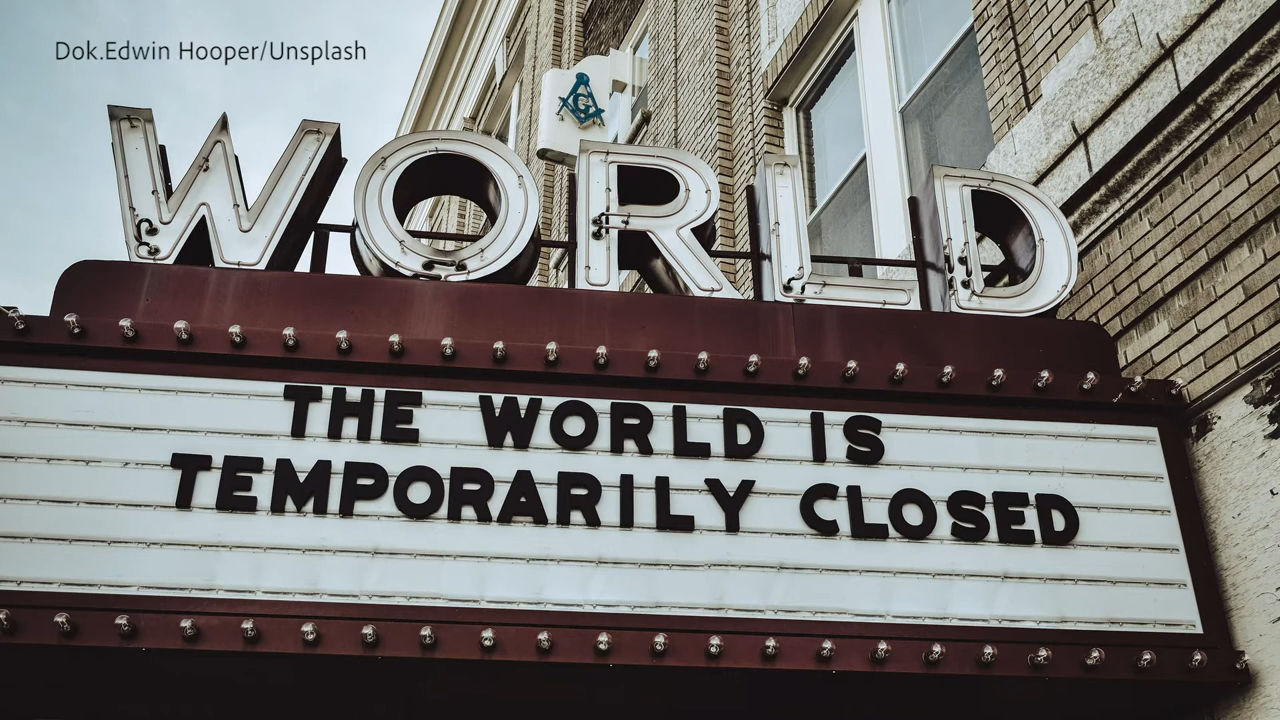 Dok.Edwin Hooper/Unsplash
G
WORLD
THE WORLD IS
TEMPORARILY CLOSED